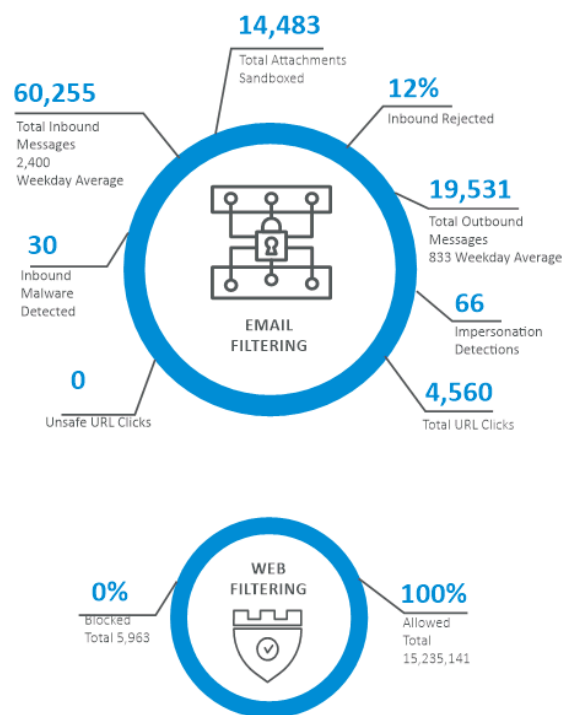 14,483
Total Attachments
Sandboxed
60,255
Total Inbound
Messages
2,400
Weekday Average
12%
Inbound Rejected
19,531
Total Outbound
Messages
833 Weekday Average
30
Inbound
Malware
Detected
EMAIL
FILTERING
66
Impersonation
Detections
0
Unsafe URL Clicks
4,560
Total URL Clicks
WEB
FILTERING
0%
Blocked
Total 5,963
100%
Allowed
Total
15,235,141